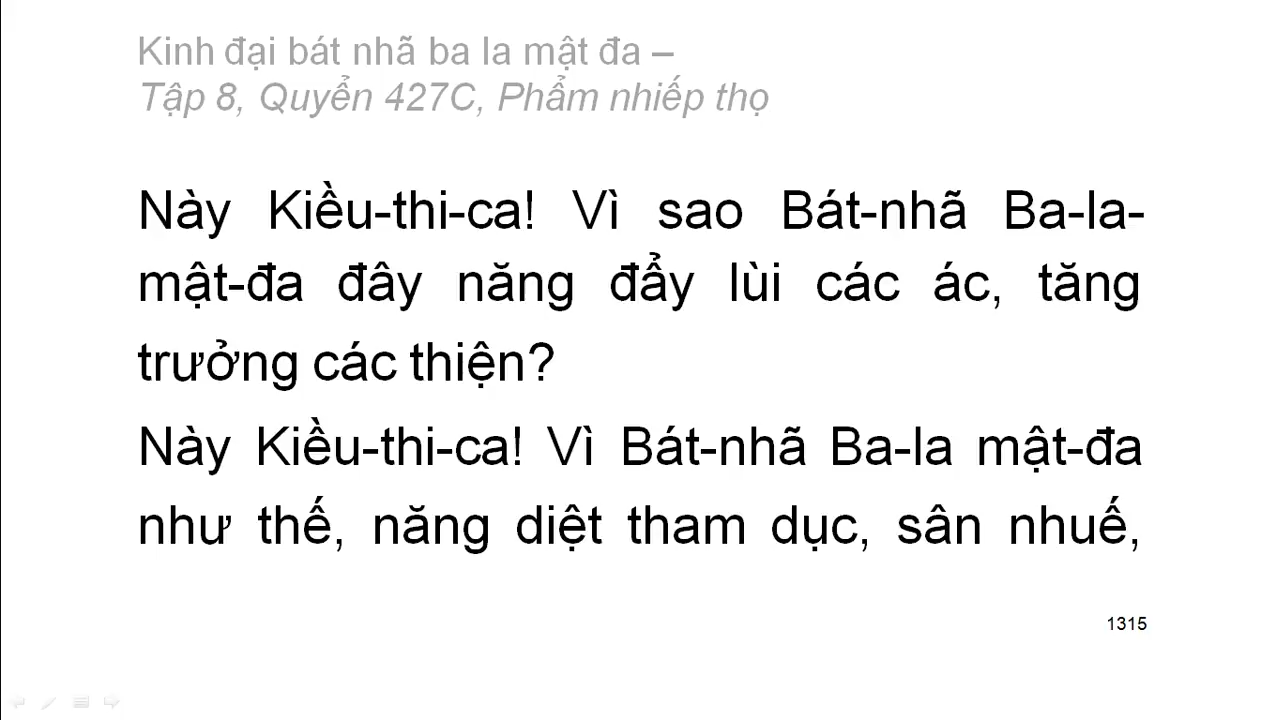 Kinh đại bát nhã ba la mật đa –
Tập 8, Quyển 427C, Phẩm nhiếp thọ
Này Kiều-thi-ca! Vì sao Bát-nhã Ba-la-
mật-đa đây năng đẩy lùi các ác, tăng
trưởng các thiện?
Này Kiều-thi-ca! Vì Bát-nhã Ba-la mật-đa
như thế, năng diệt tham dục, sân nhuế,
1315